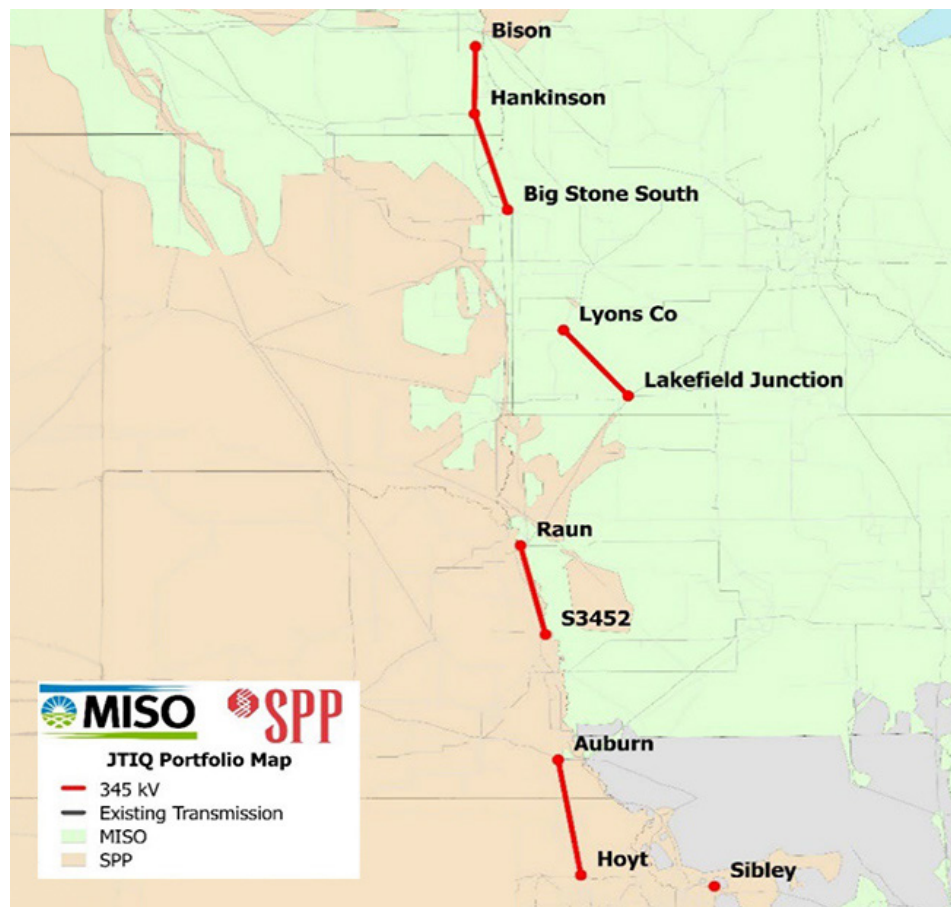 Bison
Hankinson
Big Stone South
Lyons Co
Lakefield Junction
Raun
S3452
Auburn
Hoyt
Sibley
MISO SPP
JTIQ Portfolio Map
345 kV
Existing Transmission
MISO
SPP